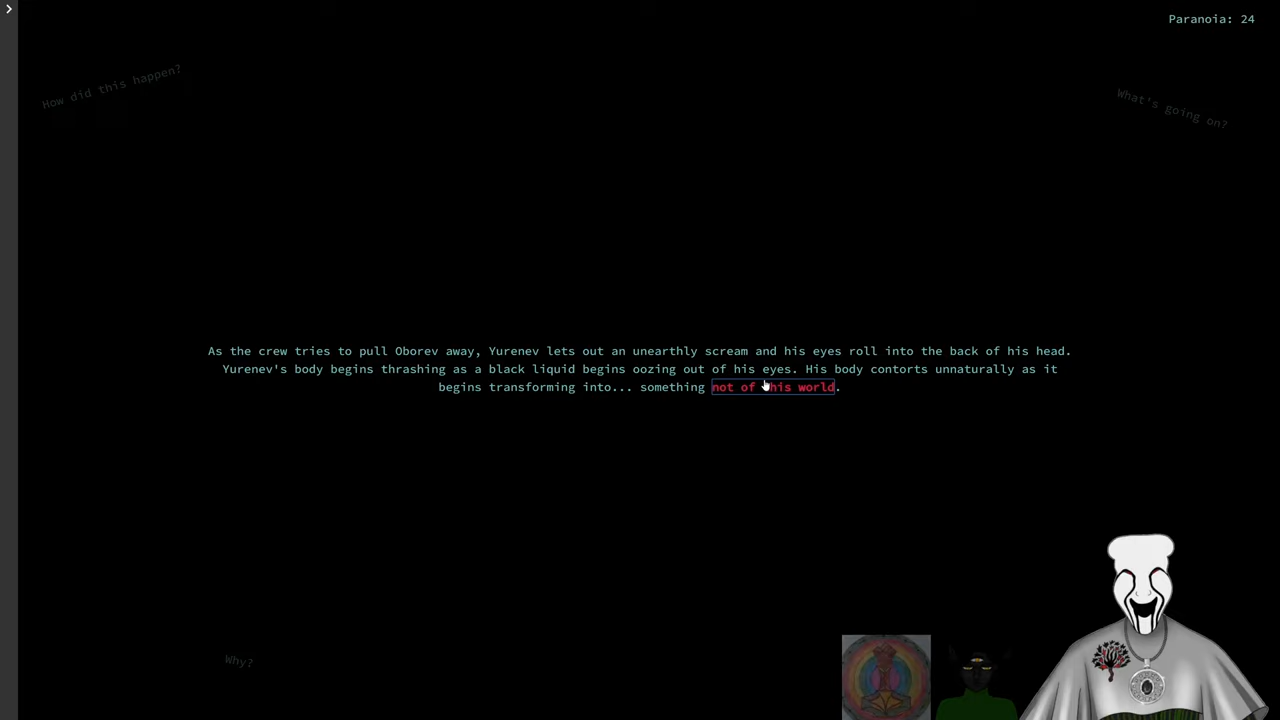 Paranoia: 24
How did this happen?
What's going on?
As the crew tries to pull Oborev away, Yurenev lets out an unearthly scream and his eyes roll into the back of his head.
Yurenev's body begins thrashing as a black liquid begins oozing out of his eyes. His body contorts unnaturally as it
begins transforming into... something not of this world.
Why?